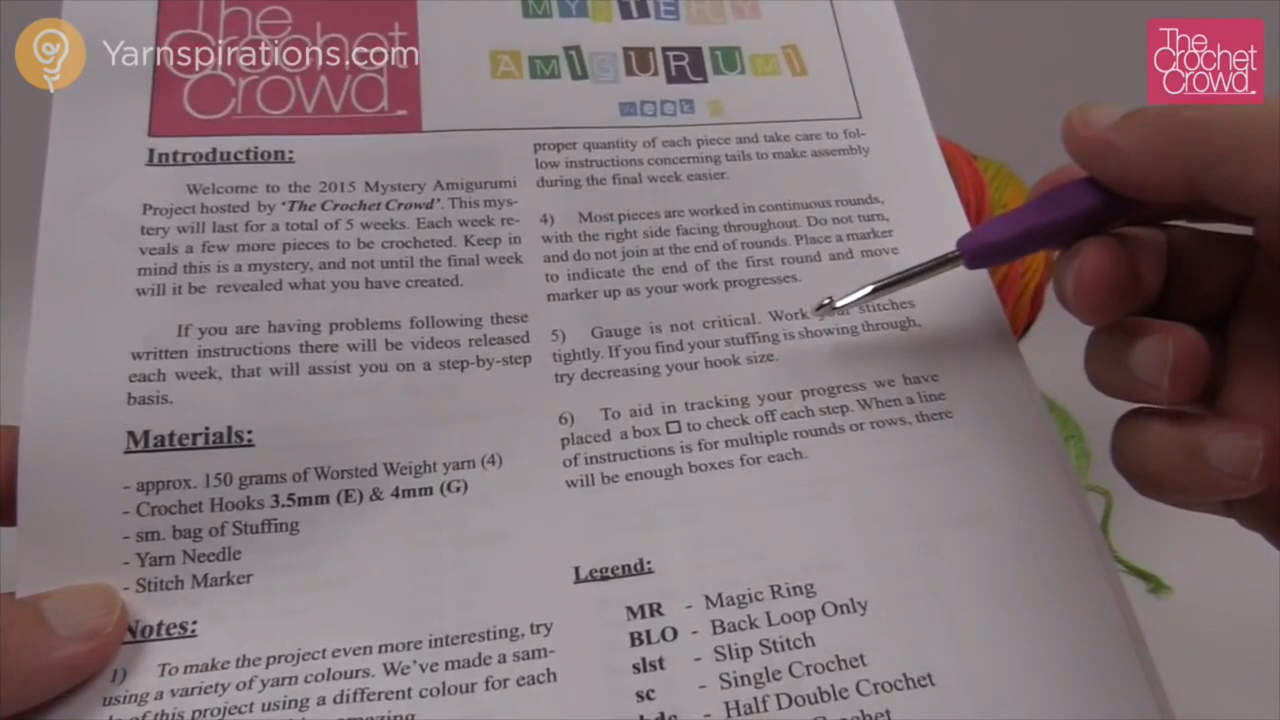 Yarnspirations.com
The
Crochet
Crowd
The
Crochet
Crowd
MYSTERY
AMIGURUMI
week
Introduction:
Welcome to the 2015 Mystery Amigurumi
Project hosted by ‘The Crochet Crowd’. This mys-
tery will last for a total of 5 weeks. Each week re-
veals a few more pieces to be crocheted. Keep in
mind this is a mystery, and not until the final week
will it be revealed what you have created.
If you are having problems following these
written instructions there will be videos released
each week, that will assist you on a step-by-step
basis.
Materials:
- approx. 150 grams of Worsted Weight yarn (4)
- Crochet Hooks 3.5mm (E) & 4mm (G)
- sm. bag of Stuffing
- Yarn Needle
- Stitch Marker
Notes:
1) To make the project even more interesting, try
using a variety of yarn colours. We’ve made a sam-
of this project using a different colour for each
proper quantity of each piece and take care to fol-
low instructions concerning tails to make assembly
during the final week easier.
4) Most pieces are worked in continuous rounds,
with the right side facing throughout. Do not turn,
and do not join at the end of rounds. Place a marker
to indicate the end of the first round and move
marker up as your work progresses.
5) Gauge is not critical. Work your stitches
tightly. If you find your stuffing is showing through,
try decreasing your hook size.
6) To aid in tracking your progress we have
placed a box □ to check off each step. When a line
of instructions is for multiple rounds or rows, there
will be enough boxes for each.
Legend:
MR - Magic Ring
BLO - Back Loop Only
slst - Slip Stitch
sc - Single Crochet
hdc - Half Double Crochet